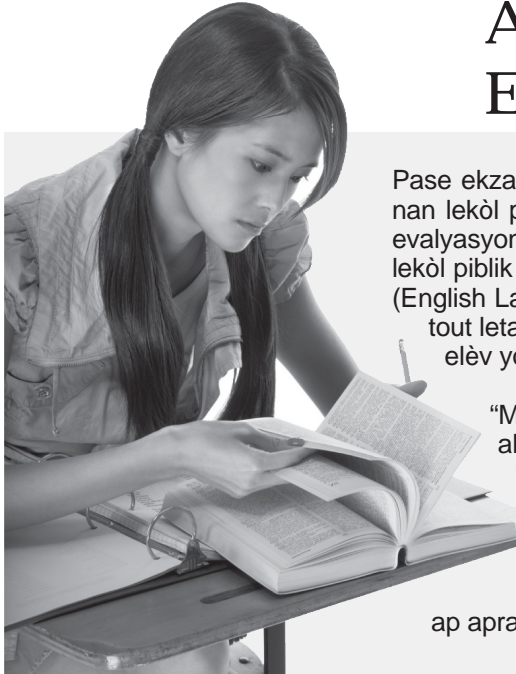 A
E
Pase ekza
nan lekòl p
evalyasyon
lekòl piblik
(English La
tout leta
elèv yo
“M
al
ap apra